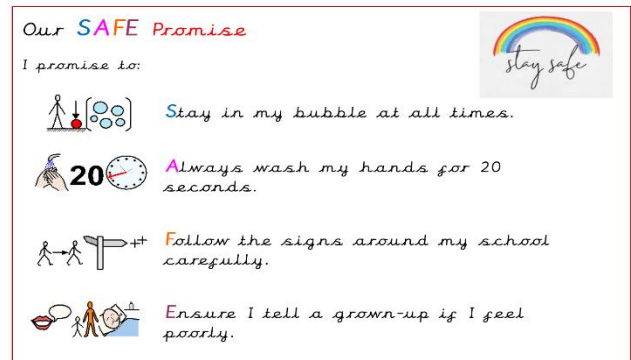 Our SAFE Promise
stay safe
I promise to:
Stay in my bubble at all times.
20
Always wash my hands for 20
seconds.
Follow the signs around my school
carefully.
Ensure I tell a grown-up if I feel
poorly.